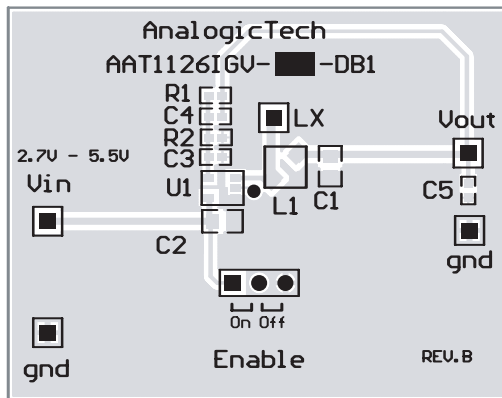 AnalogicTech
AAT1126IGV- -DB1
R1
C4
LX
Vout
R2
C3
2.7V - 5.5V
Vin
U1
L1
C1
C5
C2
gnd
On Off
Enable
REV.B
gnd